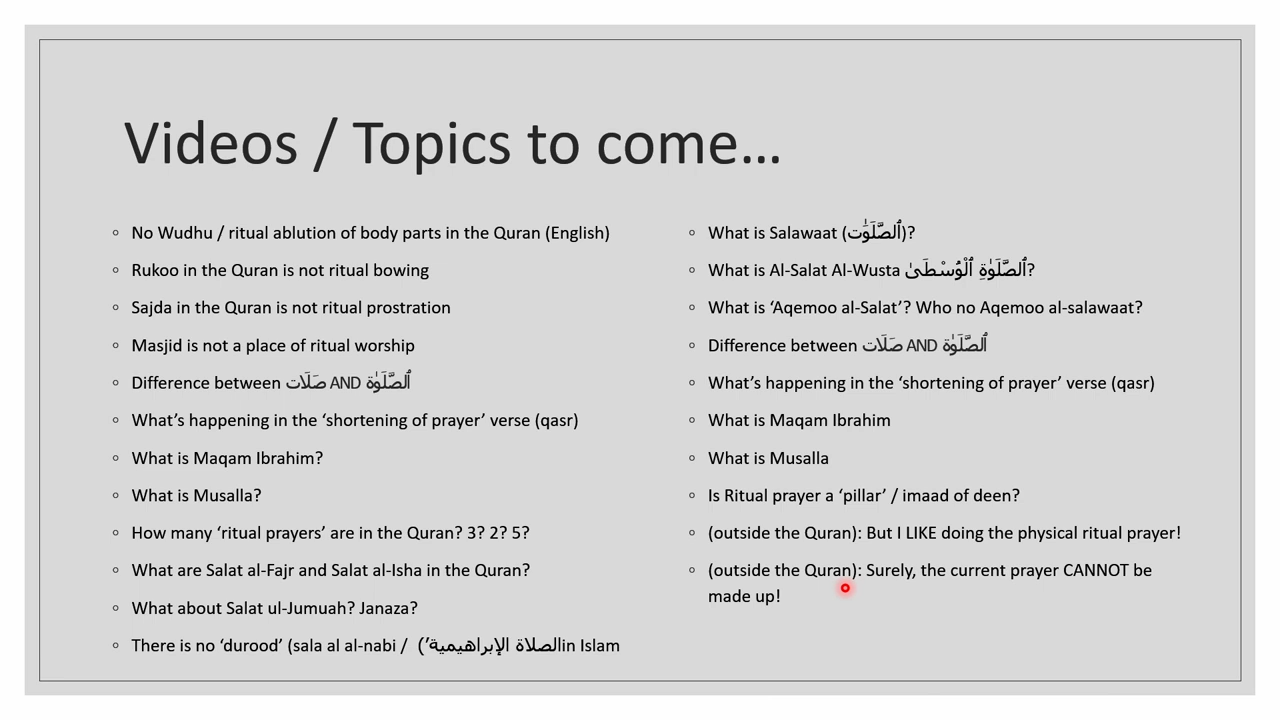 Videos / Topics to come...
No Wudhu / ritual ablution of body parts in the Quran (English)
Rukoo in the Quran is not ritual bowing
Sajda in the Quran is not ritual prostration
Masjid is not a place of ritual worship
Difference between صَلَات AND ٱلصَّلَوٰة
What’s happening in the ‘shortening of prayer’ verse (qasr)
What is Maqam Ibrahim?
What is Musalla?
How many ‘ritual prayers’ are in the Quran? 3? 2? 5?
What are Salat al-Fajr and Salat al-Isha in the Quran?
What about Salat ul-Jumuah? Janaza?
There is no ‘durood’ (sala al al-nabi / الصلاة الإبراهيمية’) in Islam
What is Salawaat (ٱلصَّلَوَٰت)?
What is Al-Salat Al-Wusta ٱلصَّلَوٰةِ ٱلْوُسْطَىٰ?
What is ‘Aqemoo al-Salat’? Who no Aqemoo al-salawaat?
Difference between صَلَات AND ٱلصَّلَوٰة
What’s happening in the ‘shortening of prayer’ verse (qasr)
What is Maqam Ibrahim
What is Musalla
Is Ritual prayer a ‘pillar’ / imaad of deen?
(outside the Quran): But I LIKE doing the physical ritual prayer!
(outside the Quran): Surely, the current prayer CANNOT be
made up!